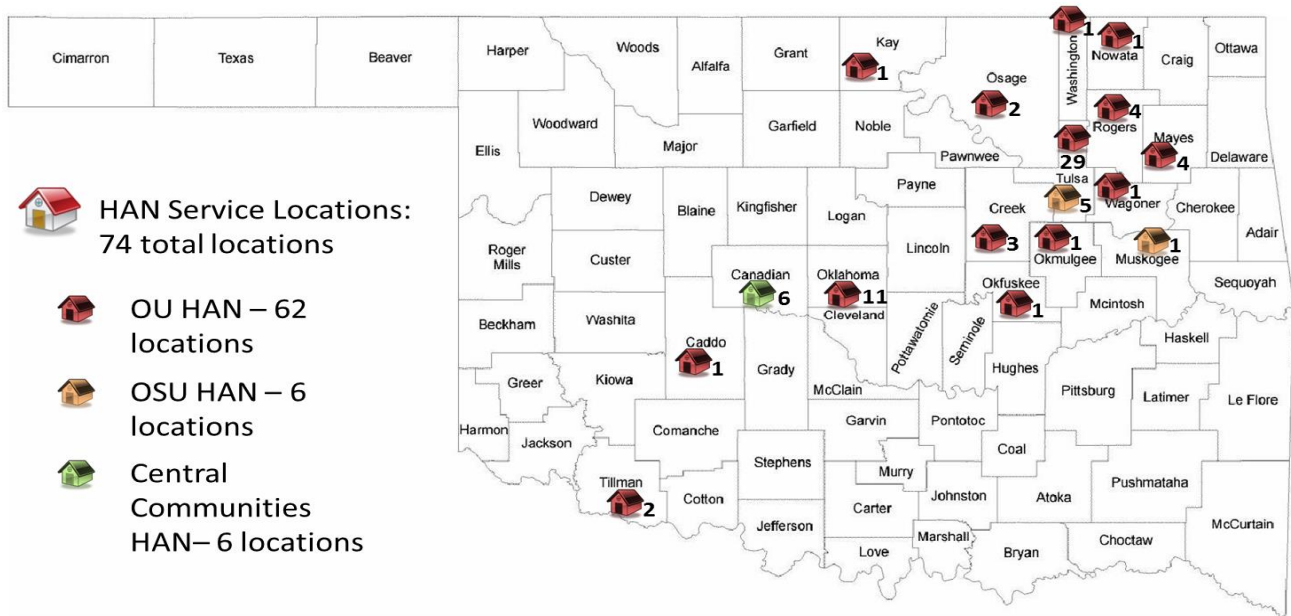 HAN Service Locations:
74 total locations
OU HAN – 62
locations
OSU HAN – 6
locations
Central
Communities
HAN– 6 locations
Cimarron
Texas
Beaver
Harper
Woods
Alfalfa
Grant
Kay
1
Osage
2
Washington
1
Nowata
1
Craig
Ottawa
Ellis
Woodward
Major
Garfield
Noble
Pawnwee
29
Tulsa
5
Rogers
4
Mayes
4
Delaware
Dewey
Blaine
Kingfisher
Logan
Payne
Creek
3
Wagoner
1
Cherokee
Adair
Roger
Mills
Custer
Canadian
6
Oklahoma
11
Cleveland
Lincoln
Okmulgee
1
Muskogee
1
Sequoyah
Okfuskee
1
Mcintosh
Beckham
Washita
Caddo
1
Grady
McClain
Pottawatomie
Seminole
Hughes
Haskell
Pittsburg
Latimer
Le Flore
Greer
Kiowa
Harmon
Jackson
Comanche
Garvin
Pontotoc
Coal
Stephens
Murry
Tillman
2
Cotton
Carter
Johnston
Atoka
Pushmataha
McCurtain
Jefferson
Love
Marshall
Bryan
Choctaw